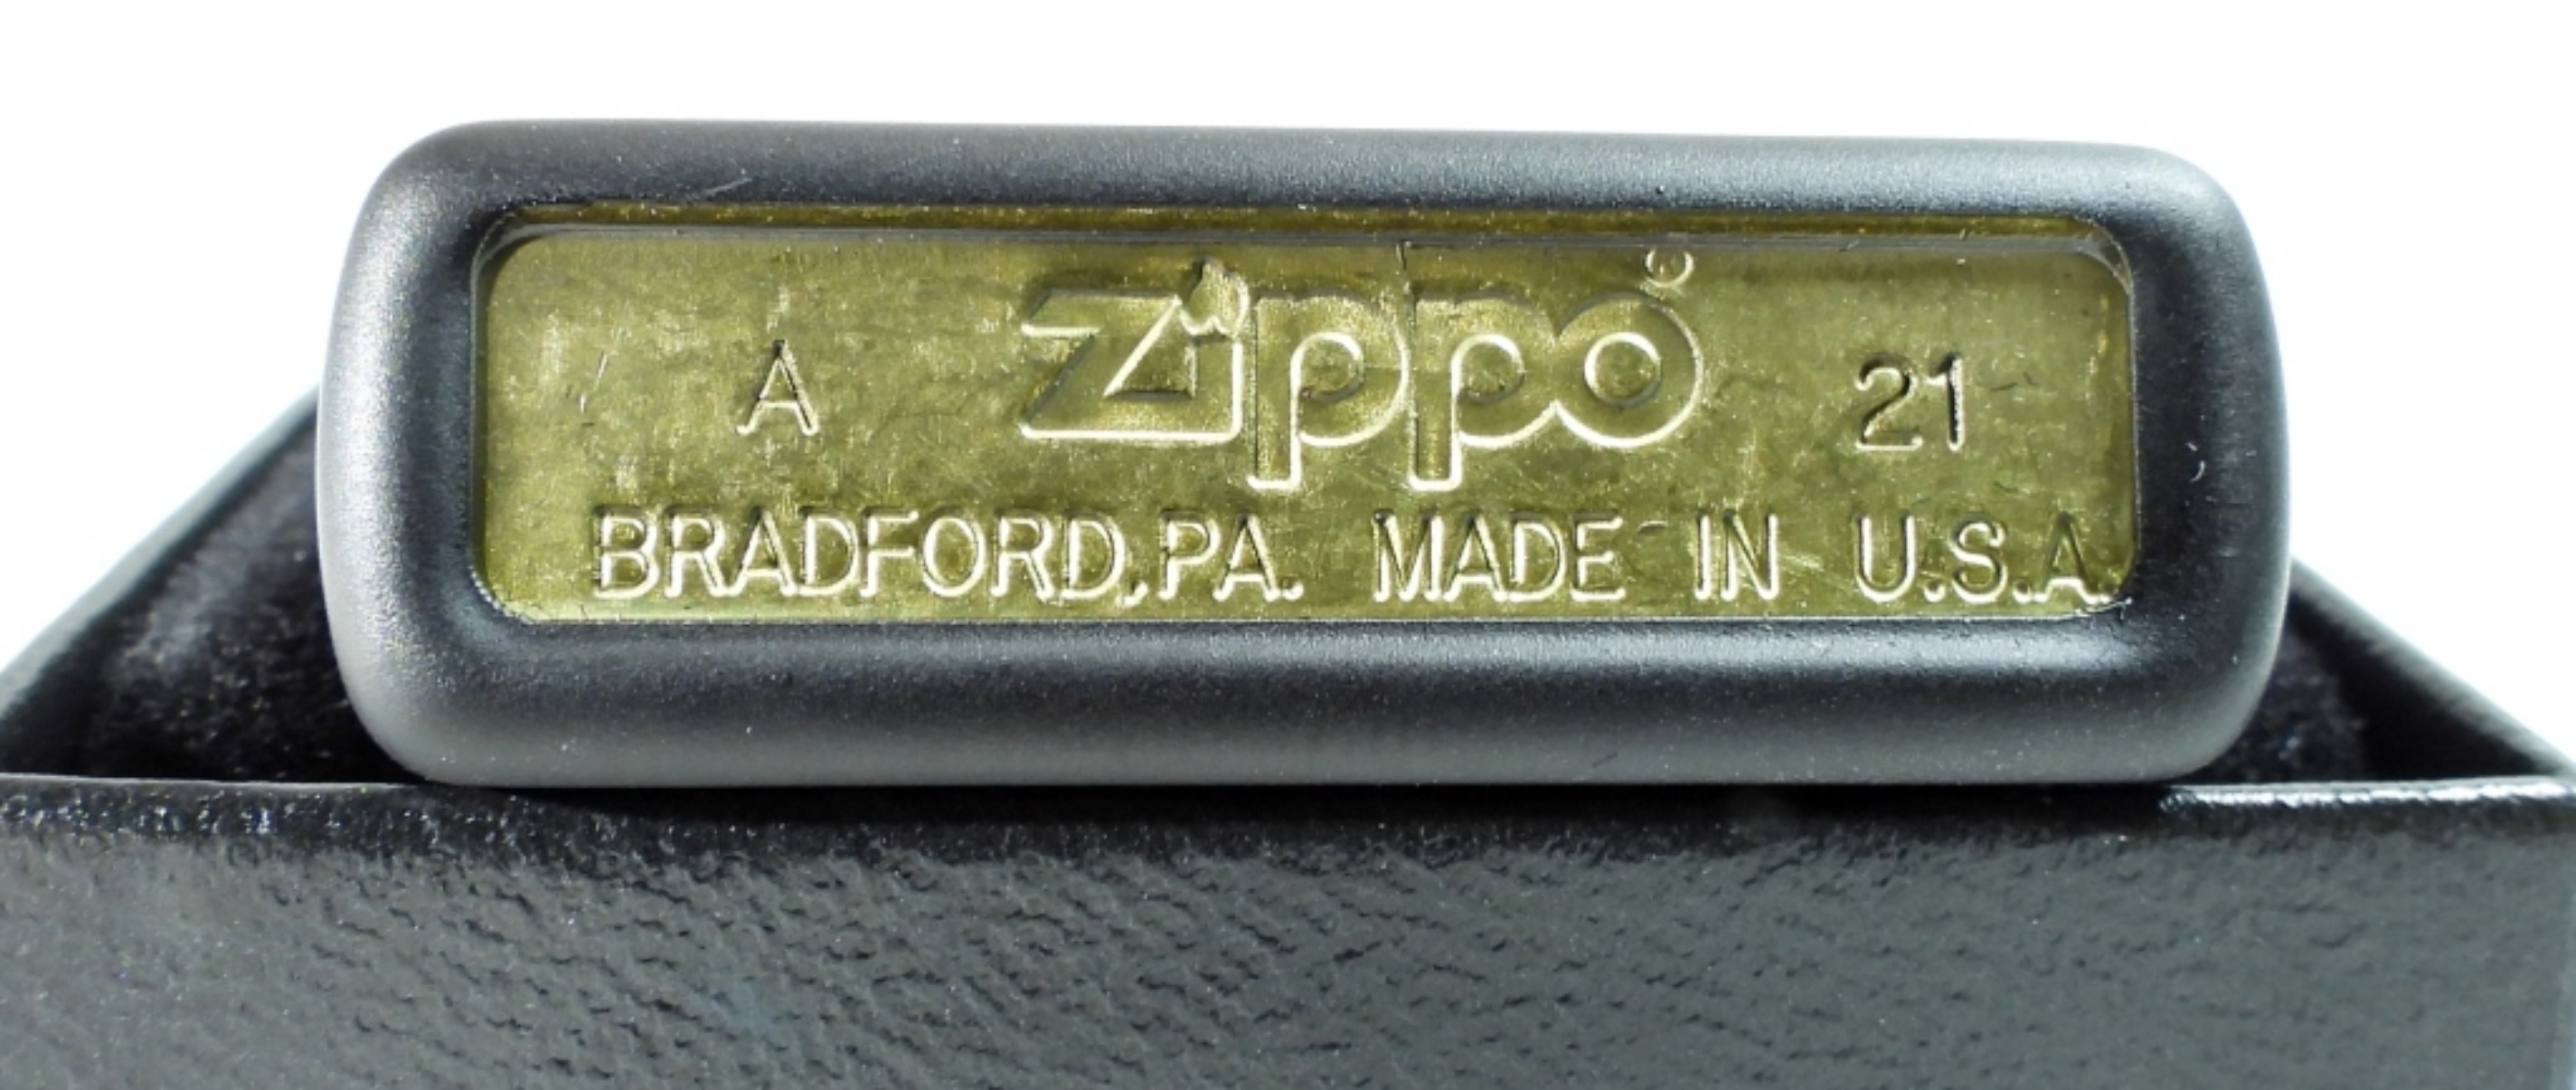 A Zippo ® 21
BRADFORD, PA. MADE IN U.S.A.